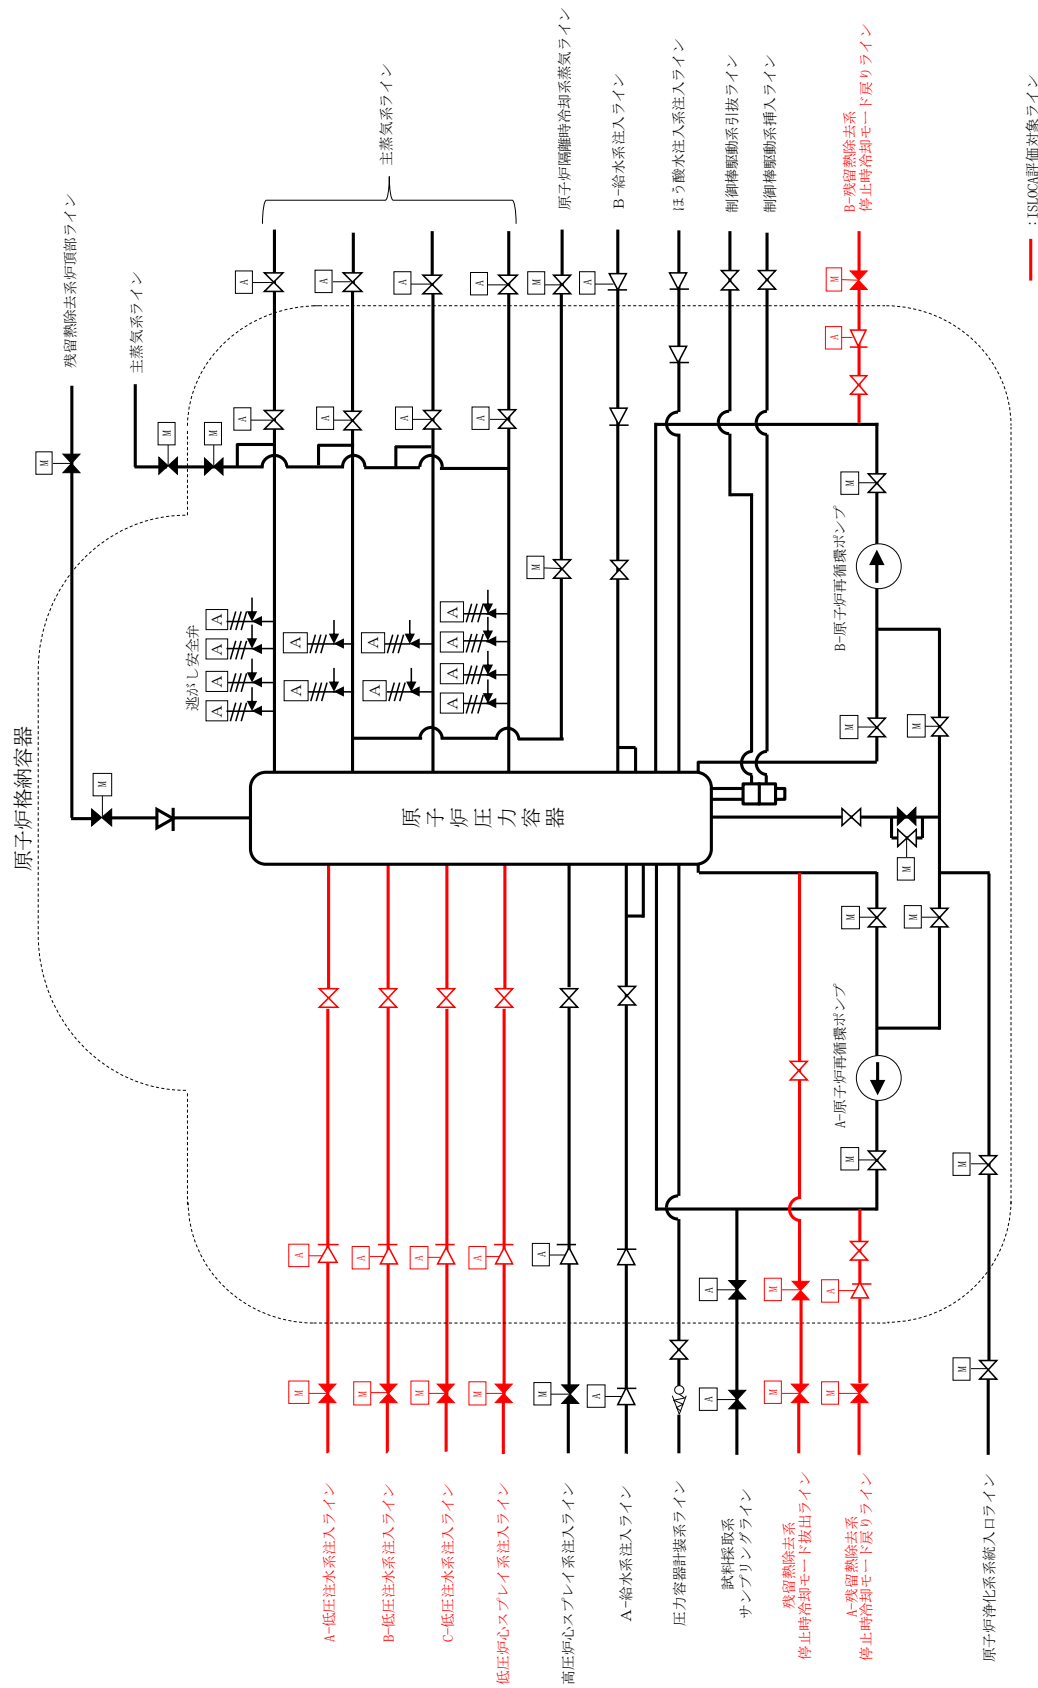 原子炉格納容器
残留熱除去系炉頂部ライン
主蒸気系ライン
主蒸気系ライン
原子炉隔離時冷却系蒸気ライン
B-給水系注入ライン
ほう酸水注入系注入ライン
制御棒駆動系引抜ライン
制御棒駆動系挿入ライン
B-残留熱除去系
停止時冷却モード戻りライン
：ISLOCA評価対象ライン
逃がし安全弁
原子炉圧力容器
B-原子炉再循環ポンプ
A-原子炉再循環ポンプ
A-低圧注水系注入ライン
B-低圧注水系注入ライン
C-低圧注水系注入ライン
低圧炉心スプレイ系注入ライン
高圧炉心スプレイ系注入ライン
A-給水系注入ライン
圧力容器計装系ライン
試料採取系
サンプリングライン
残留熱除去系
停止時冷却モード抜出ライン
A-残留熱除去系
停止時冷却モード戻りライン
原子炉浄化系系統入口ライン
M
M
M
M
A
A
A
A
M
A
A
A
A
A
M
M
A
A
A
A
A
A
A
A
A
A
A
A
A
M
M
M
M
M
M
M
M
M
A
A
A
A
A
M
M
M
M
M
A
A
A
M
M
A
M